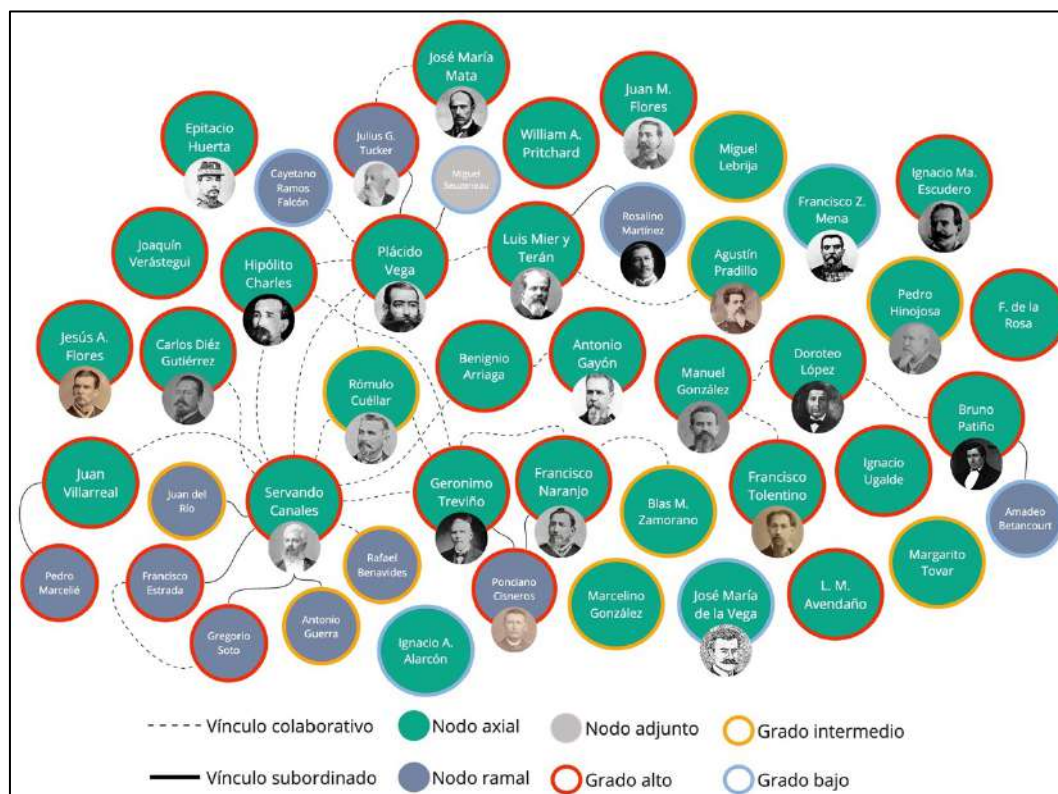 José María
Mata
Juan M.
Flores
Epitacio
Huerta
Julius G.
Tucker
William A.
Pritchard
Miguel
Lebrija
Cayetano
Ramos
Falcón
Miguel
Ignacio Ma.
Escudero
Francisco Z.
Mena
Rosalino
Martínez
Joaquín
Verástegui
Hipólito
Charles
Plácido
Vega
Luis Mier y
Terán
Agustín
Pradillo
Pedro
Hinojosa
F. de la
Rosa
Jesús A.
Flores
Carlos Diéz
Gutiérrez
Rómulo
Cuéllar
Benignio
Arriaga
Antonio
Gayón
Manuel
González
Doroteo
López
Bruno
Patiño
Juan
Villarreal
Juan del
Río
Servando
Canales
Geronimo
Treviño
Francisco
Naranjo
Blas M.
Zamorano
Francisco
Tolentino
Ignacio
Ugalde
Amadeo
Betancourt
Pedro
Marcelié
Francisco
Estrada
Rafael
Benavides
Ponciano
Cisneros
Marcelino
González
José María
de la Vega
L. M.
Avendaño
Margarito
Tovar
Gregorio
Soto
Antonio
Guerra
Ignacio A.
Alarcón
Vínculo colaborativo
Nodo axial
Nodo adjunto
Grado intermedio
Vínculo subordinado
Nodo ramal
Grado alto
Grado bajo